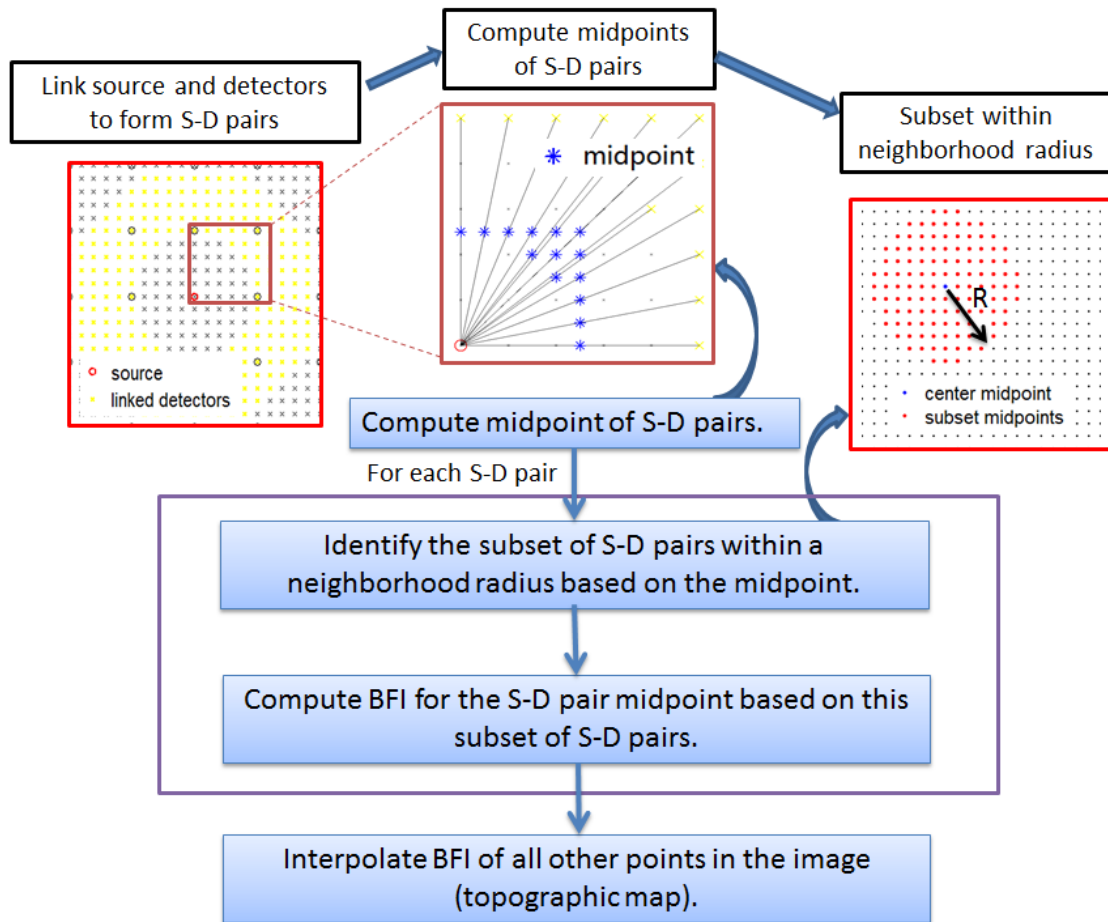 Link source and detectors
to form S-D pairs
Compute midpoints
of S-D pairs
Subset within
neighborhood radius
source
linked detectors
midpoint
R
center midpoint
subset midpoints
Compute midpoint of S-D pairs.
For each S-D pair
Identify the subset of S-D pairs within a
neighborhood radius based on the midpoint.
Compute BFI for the S-D pair midpoint based on this
subset of S-D pairs.
Interpolate BFI of all other points in the image
(topographic map).